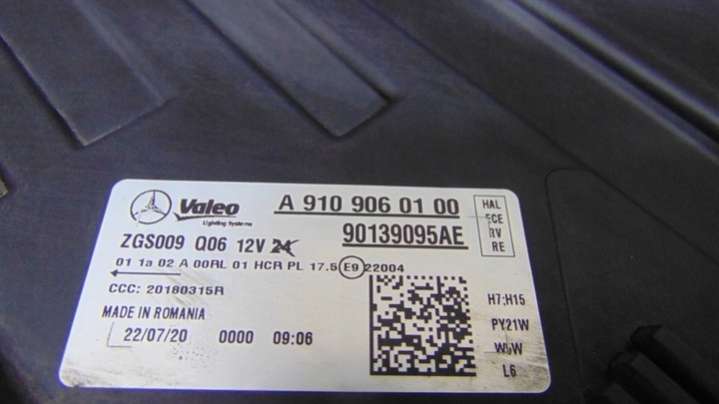 Valeo
Lighting Systems
A 910 906 01 00
90139095AE
HAL
ECE
RV
RE
ZGS009 Q06 12V 24
01 1a 02 A 00RL 01 HCR PL 17.5 E9 22004
CCC: 20180315R
MADE IN ROMANIA
22/07/20 0000 09:06
H7;H15
PY21W
W5W
L6